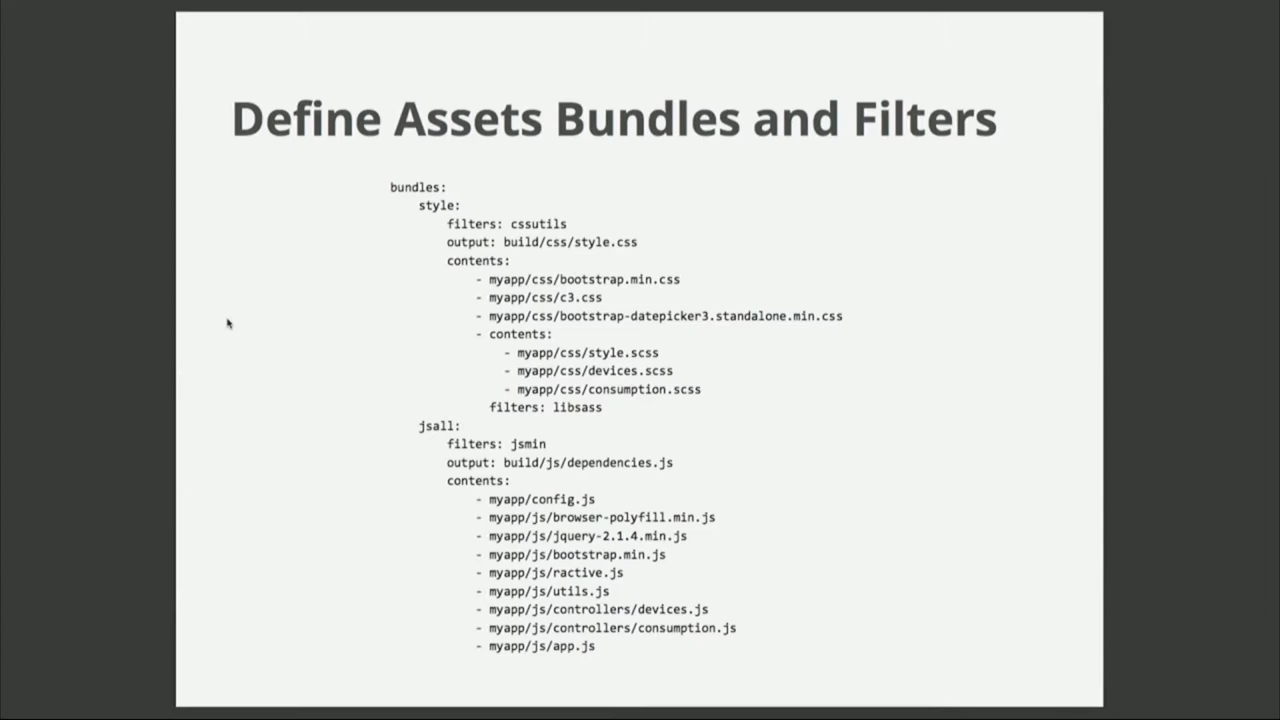 Define Assets Bundles and Filters
bundles:
    style:
        filters: cssutils
        output: build/css/style.css
        contents:
            - myapp/css/bootstrap.min.css
            - myapp/css/c3.css
            - myapp/css/bootstrap-datepicker3.standalone.min.css
            - contents:
                - myapp/css/style.scss
                - myapp/css/devices.scss
                - myapp/css/consumption.scss
              filters: libsass
    jsall:
        filters: jsmin
        output: build/js/dependencies.js
        contents:
            - myapp/config.js
            - myapp/js/browser-polyfill.min.js
            - myapp/js/jquery-2.1.4.min.js
            - myapp/js/bootstrap.min.js
            - myapp/js/ractive.js
            - myapp/js/utils.js
            - myapp/js/controllers/devices.js
            - myapp/js/controllers/consumption.js
            - myapp/js/app.js